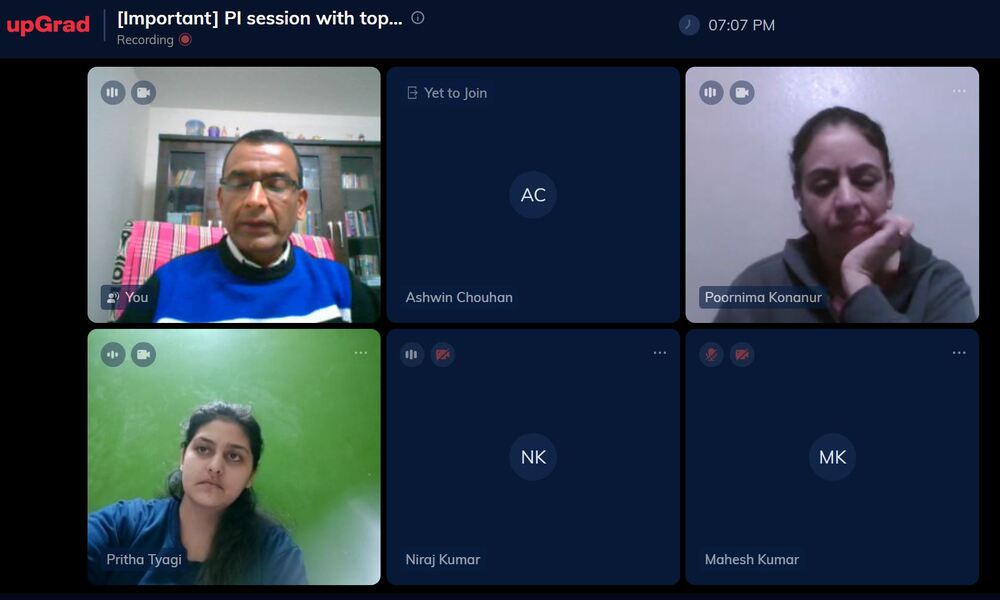 upGrad
[Important] PI session with top...
Recording
07:07 PM
You
Yet to Join
AC
Ashwin Chouhan
Poornima Konanur
Pritha Tyagi
NK
Niraj Kumar
MK
Mahesh Kumar